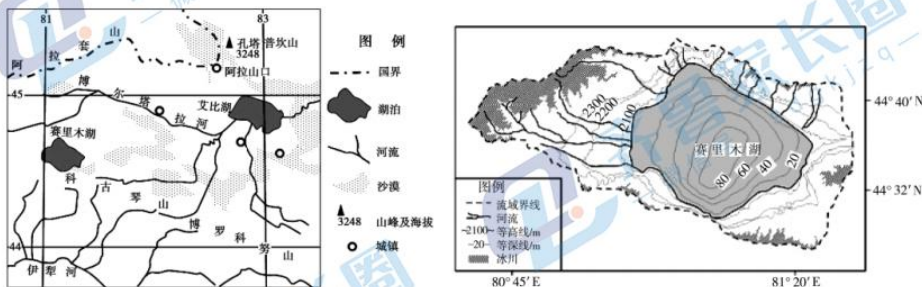 81
83
孔塔普坎山
3248
阿拉山口
阿拉套山
45
博尔塔拉河
艾比湖
赛里木湖
科古琴山
博罗科努山
44
伊犁河
图 例
国界
湖泊
河流
沙漠
3248 山峰及海拔
城镇
2300
2200
2100
赛里木湖
80
60
40
20
44°40′N
44°32′N
图例
流域界线
河流
2100 等高线/m
20 等深线/m
冰川
80°45′E
81°20′E
家长圈